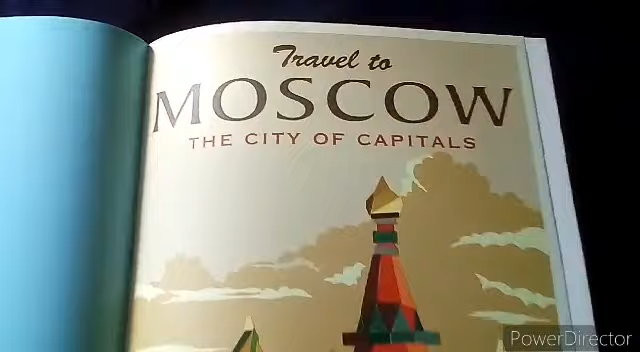 Travel to
MOSCOW
THE CITY OF CAPITALS
PowerDirector